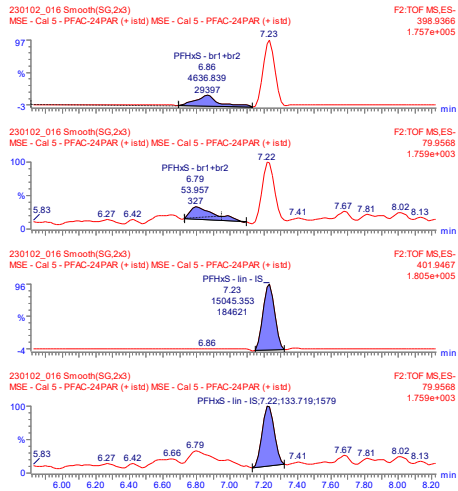 230102_016 Smooth(SG,2x3)
F2:TOF MS,ES-
MSE - Cal 5 - PFAC-24PAR (+ istd) MSE - Cal 5 - PFAC-24PAR (+ istd)
398.9366
1.757e+005
7.23
97
PFHxS - br1+br2
6.86
4636.839
29397
%
-3
min
230102_016 Smooth(SG,2x3)
F2:TOF MS,ES-
MSE - Cal 5 - PFAC-24PAR (+ istd) MSE - Cal 5 - PFAC-24PAR (+ istd)
79.9568
1.759e+003
7.22
100
PFHxS - br1+br2
6.79
53.957
327
%
5.83
6.27
6.42
7.41
7.67
7.81
8.02
8.13
0
min
230102_016 Smooth(SG,2x3)
F2:TOF MS,ES-
MSE - Cal 5 - PFAC-24PAR (+ istd) MSE - Cal 5 - PFAC-24PAR (+ istd)
401.9467
1.805e+005
PFHxS - lin - IS
7.23
15045.353
184621
96
%
6.86
-4
min
230102_016 Smooth(SG,2x3)
F2:TOF MS,ES-
MSE - Cal 5 - PFAC-24PAR (+ istd) MSE - Cal 5 - PFAC-24PAR (+ istd)
79.9568
1.759e+003
PFHxS - lin - IS;7.22;133.719;1579
100
%
5.83
6.27
6.42
6.66
6.79
7.41
7.67
7.81
8.02
8.13
0
min
6.00 6.20 6.40 6.60 6.80 7.00 7.20 7.40 7.60 7.80 8.00 8.20